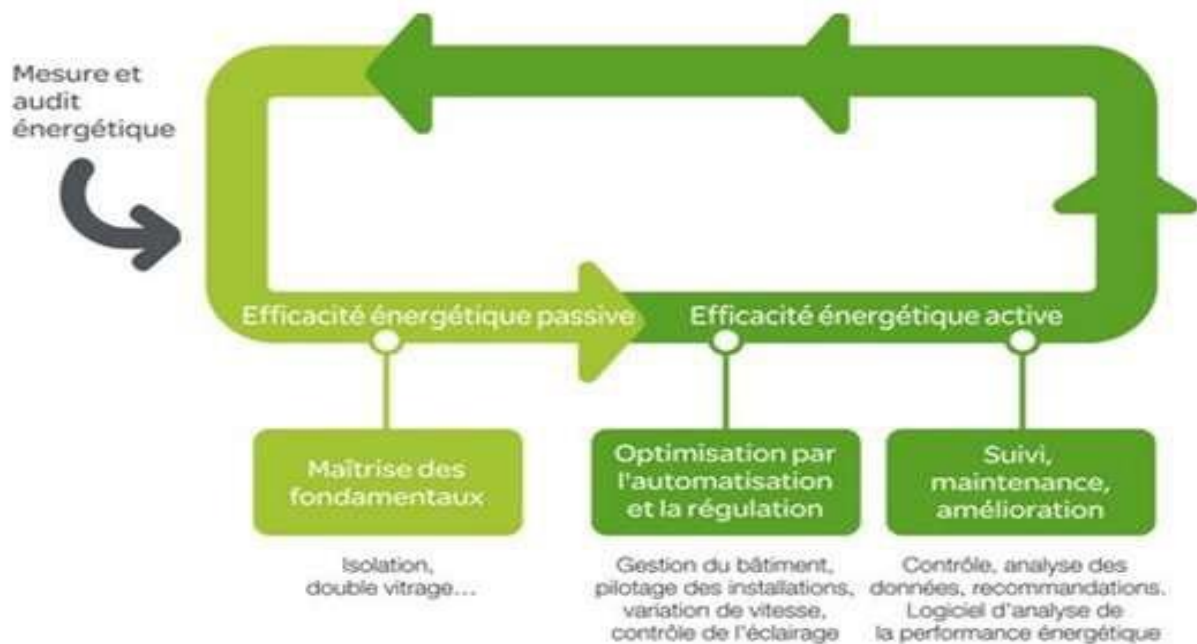 Mesure et
audit
énergétique
Efficacité énergétique passive
Efficacité énergétique active
Maîtrise des
fondamentaux
Isolation,
double vitrage...
Optimisation par
l'automatisation
et la régulation
Gestion du bâtiment,
pilotage des installations,
variation de vitesse,
contrôle de l'éclairage
Suivi,
maintenance,
amélioration
Contrôle, analyse des
données, recommandations.
Logiciel d'analyse de
la performance énergétique